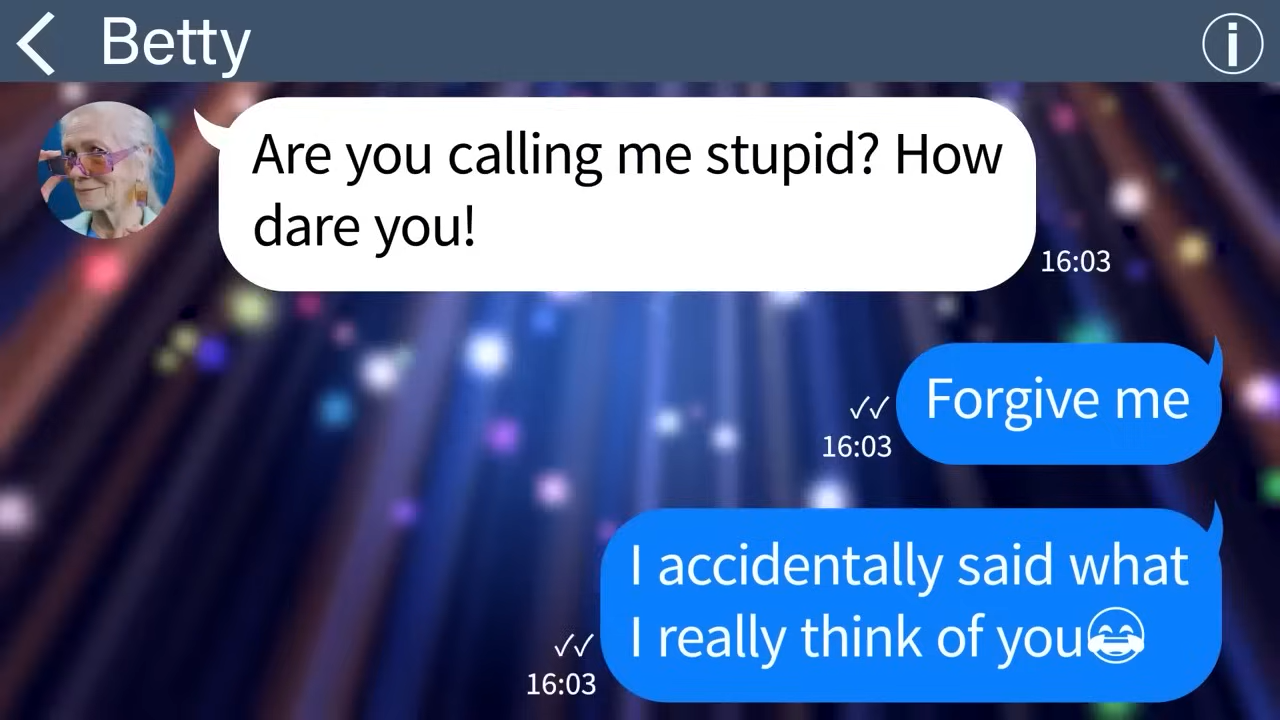 Betty
Are you calling me stupid? How
dare you!
16:03
Forgive me
✓✓
16:03
I accidentally said what
I really think of you😂
✓✓
16:03